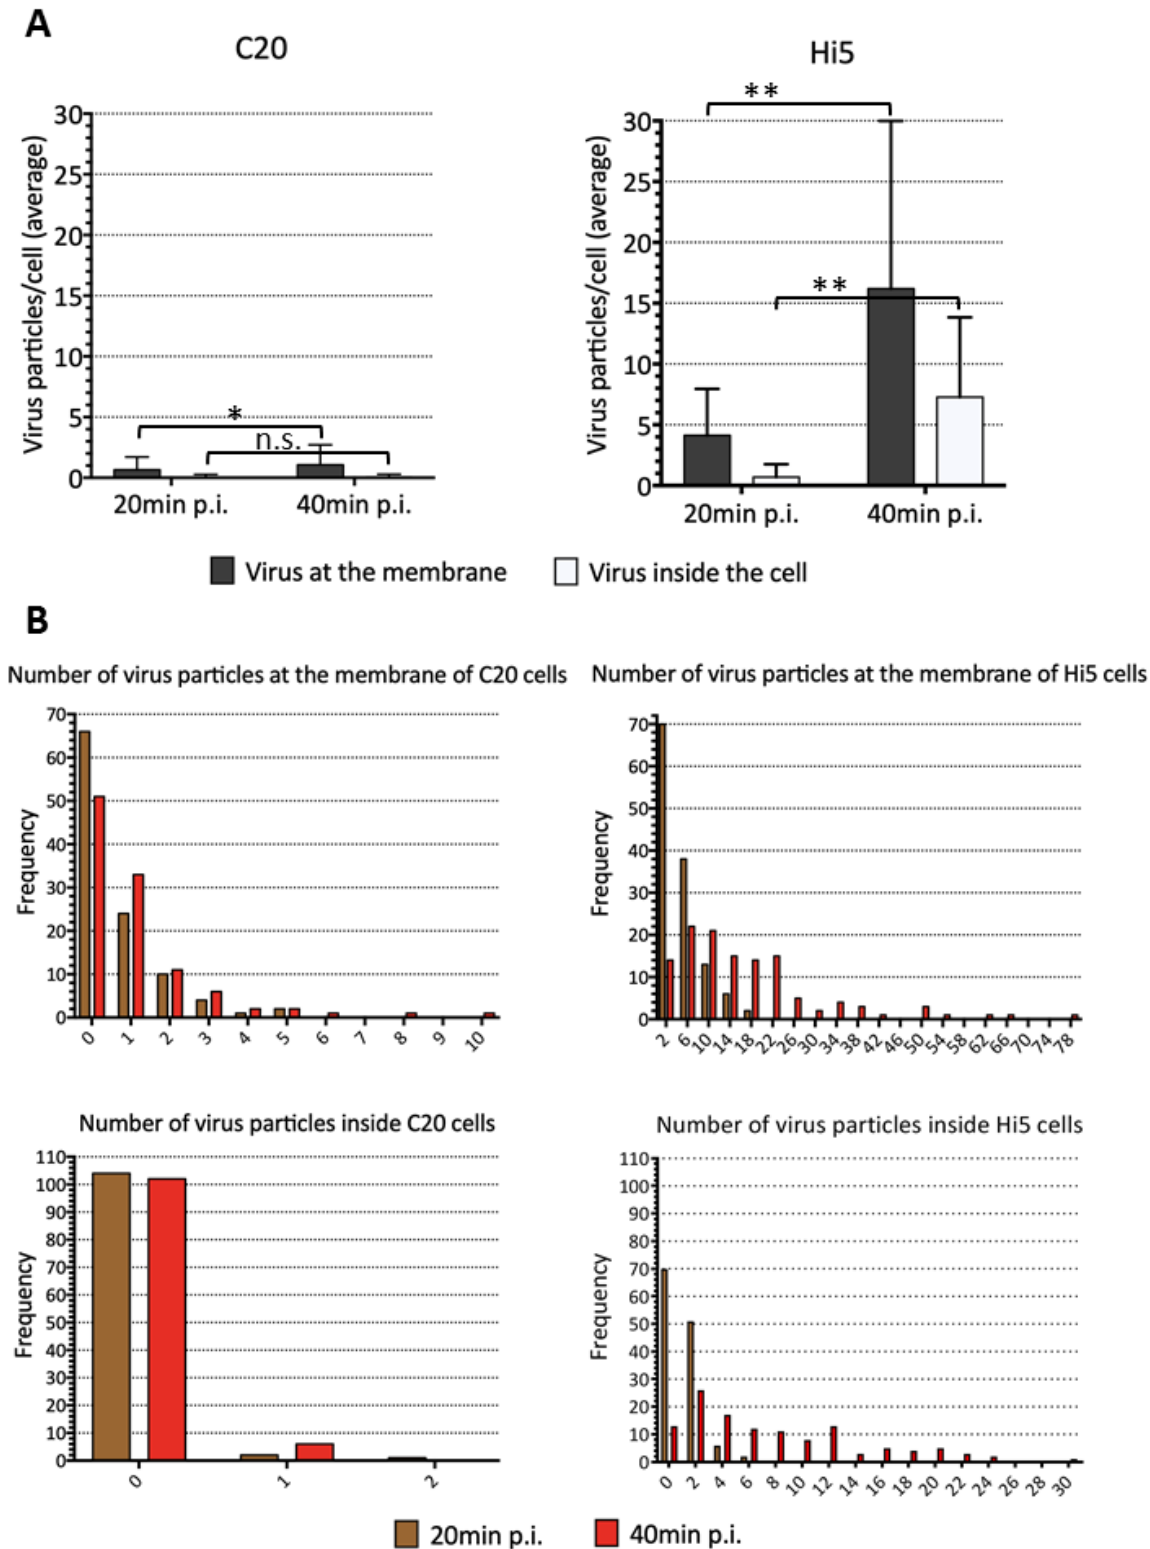 A
C20
Hi5
Virus particles/cell (average)
30
25
20
15
10
5
0
*
n.s.
20min p.i. 40min p.i.
Virus particles/cell (average)
30
25
20
15
10
5
0
**
**
20min p.i. 40min p.i.
Virus at the membrane Virus inside the cell
B
Number of virus particles at the membrane of C20 cells
Frequency
70
60
50
40
30
20
10
0
0 1 2 3 4 5 6 7 8 9 10
Number of virus particles at the membrane of Hi5 cells
Frequency
70
60
50
40
30
20
10
0
2 6 10 14 18 22 26 30 34 38 42 46 50 54 58 62 66 70 74 78
Number of virus particles inside C20 cells
Frequency
110
100
90
80
70
60
50
40
30
20
10
0
0 1 2
Number of virus particles inside Hi5 cells
Frequency
110
100
90
80
70
60
50
40
30
20
10
0
0 2 4 6 8 10 12 14 16 18 20 22 24 26 28 30
20min p.i. 40min p.i.